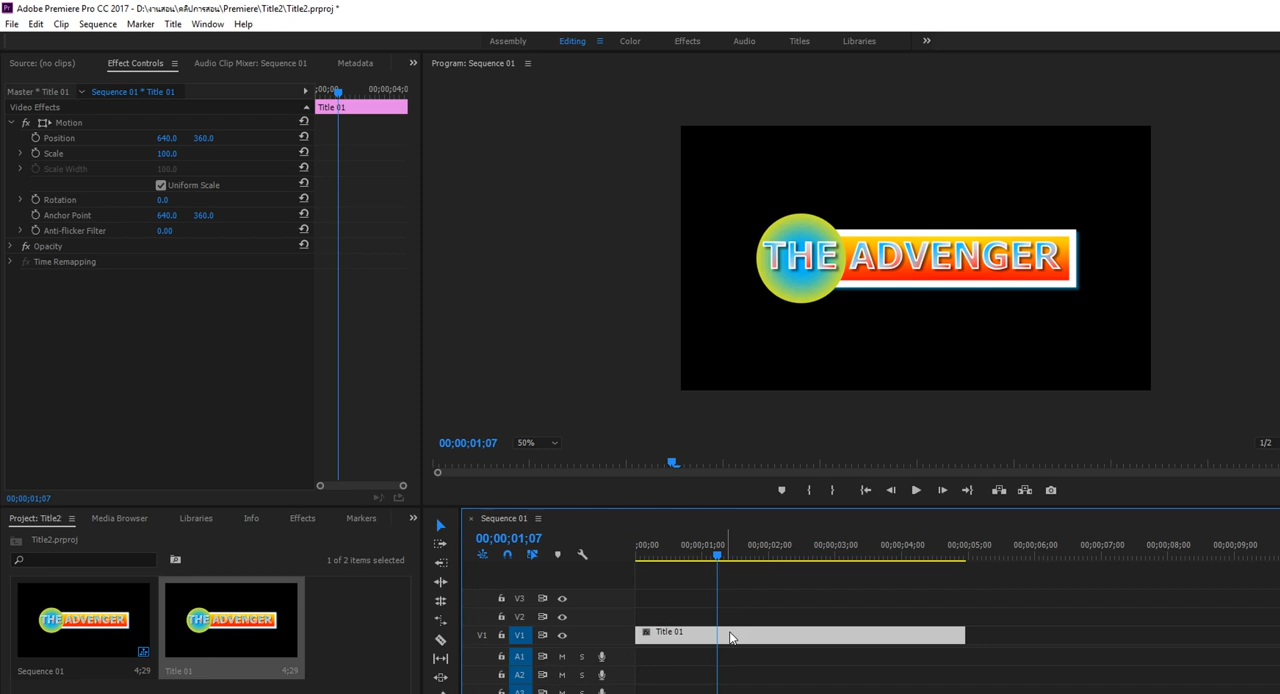 Adobe Premiere Pro CC 2017 - D:\งานสอน\คลิปการสอน\Premiere\Title2\Title2.prproj *
File Edit Clip Sequence Marker Title Window Help
Assembly Editing Color Effects Audio Titles Libraries
Source: (no clips) Effect Controls Audio Clip Mixer: Sequence 01 Metadata
Program: Sequence 01
Master * Title 01 Sequence 01 * Title 01
;00;00 00;00;04;0
Video Effects
Title 01
fx Motion
Position 640.0 360.0
Scale 100.0
Scale Width 100.0
Uniform Scale
Rotation 0.0
Anchor Point 640.0 360.0
Anti-flicker Filter 0.00
fx Opacity
fx Time Remapping
THE ADVENGER
00;00;01;07
00;00;01;07 50% 1/2
Project: Title2 Media Browser Libraries Info Effects Markers
Title2.prproj
1 of 2 items selected
THE ADVENGER
THE ADVENGER
Sequence 01 4;29
Title 01 4;29
× Sequence 01
00;00;01;07
;00;00 00;00;01;00 00;00;02;00 00;00;03;00 00;00;04;00 00;00;05;00 00;00;06;00 00;00;07;00 00;00;08;00 00;00;09;00
V3
V2
V1 V1 Title 01
A1 M S
A2 M S